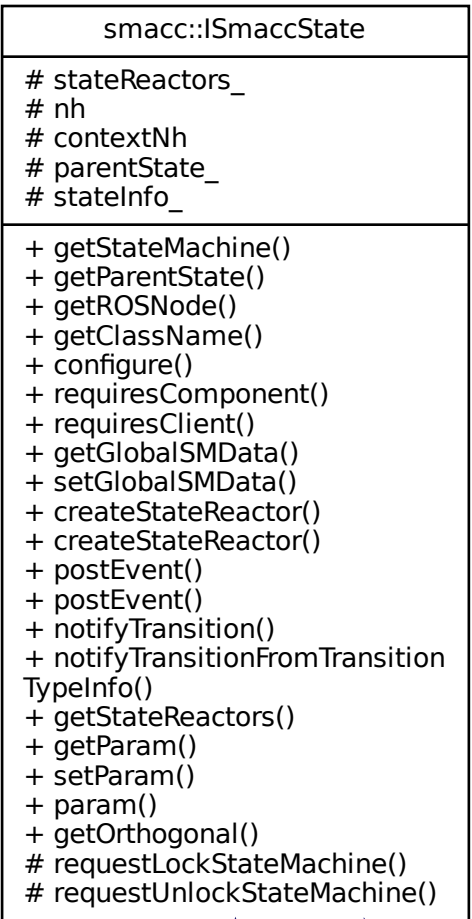 smacc::ISmaccState
# stateReactors_
# nh
# contextNh
# parentState_
# stateInfo_
+ getStateMachine()
+ getParentState()
+ getROSNode()
+ getClassName()
+ configure()
+ requiresComponent()
+ requiresClient()
+ getGlobalSMData()
+ setGlobalSMData()
+ createStateReactor()
+ createStateReactor()
+ postEvent()
+ postEvent()
+ notifyTransition()
+ notifyTransitionFromTransition
TypeInfo()
+ getStateReactors()
+ getParam()
+ setParam()
+ param()
+ getOrthogonal()
# requestLockStateMachine()
# requestUnlockStateMachine()